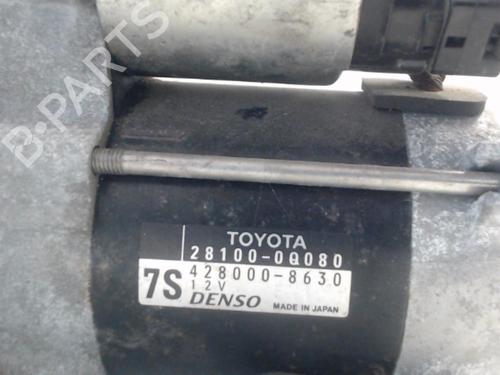 B-PARTS
TOYOTA
28100-0Q080
428000-8630
7S 12V
DENSO MADE IN JAPAN